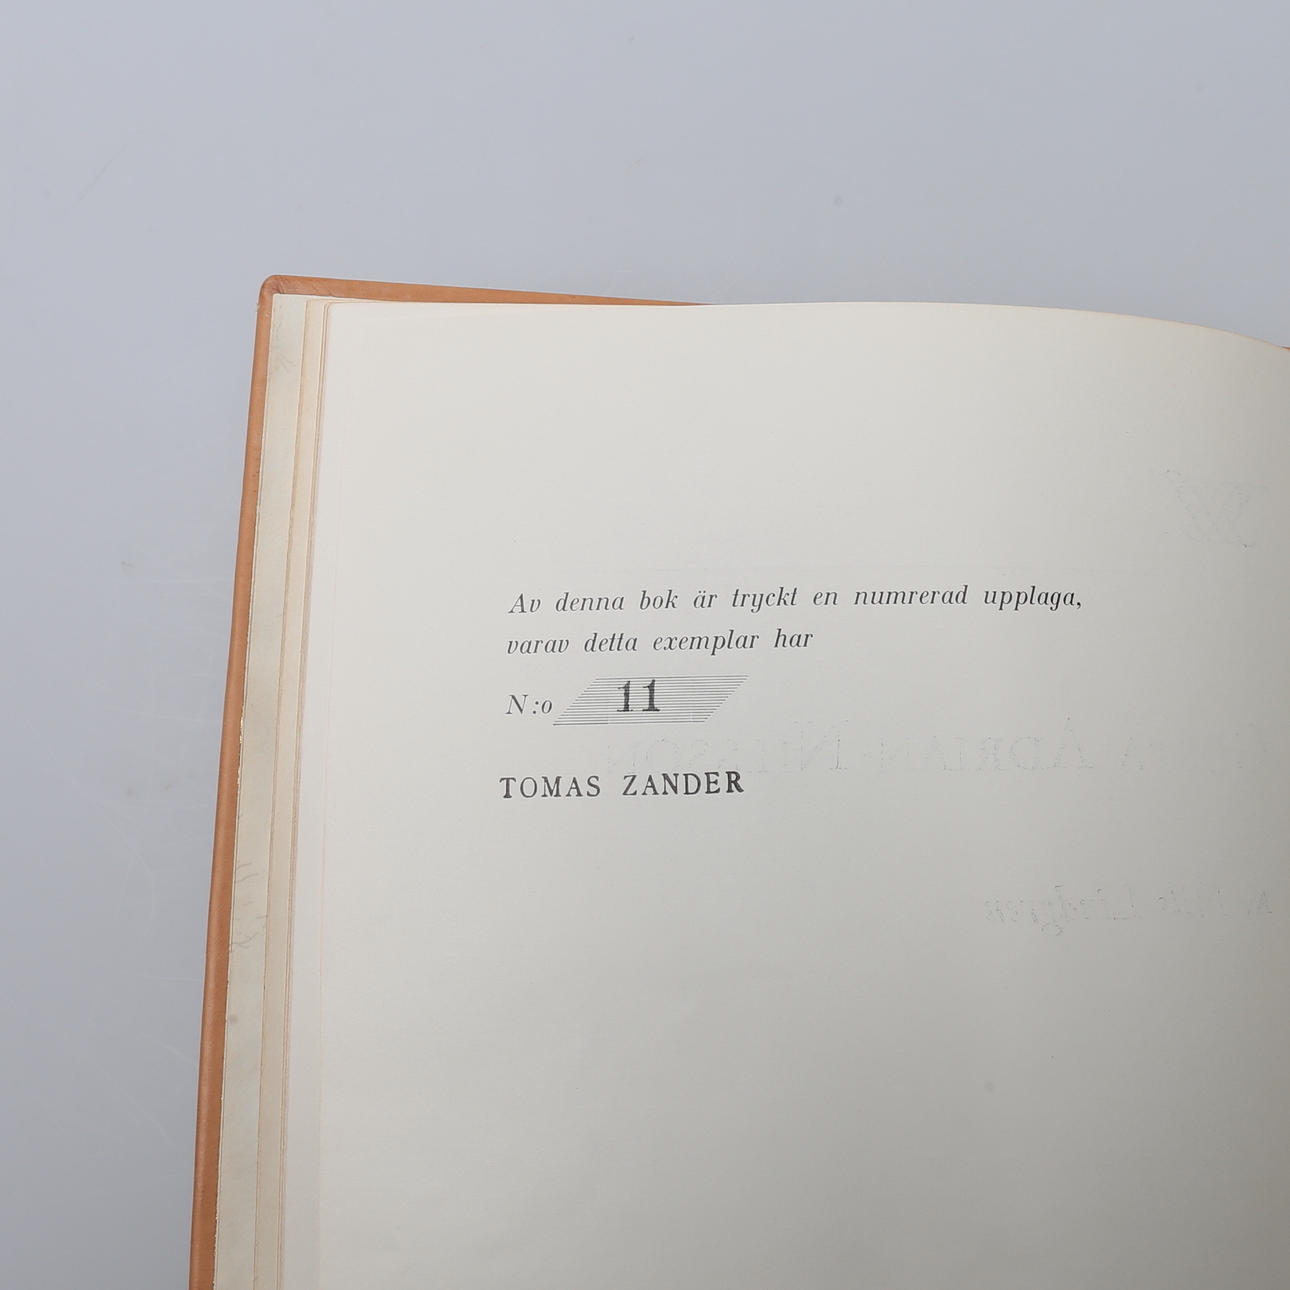 Av denna bok är tryckt en numrerad upplaga,
varav detta exemplar har
N:o 11
TOMAS ZANDER